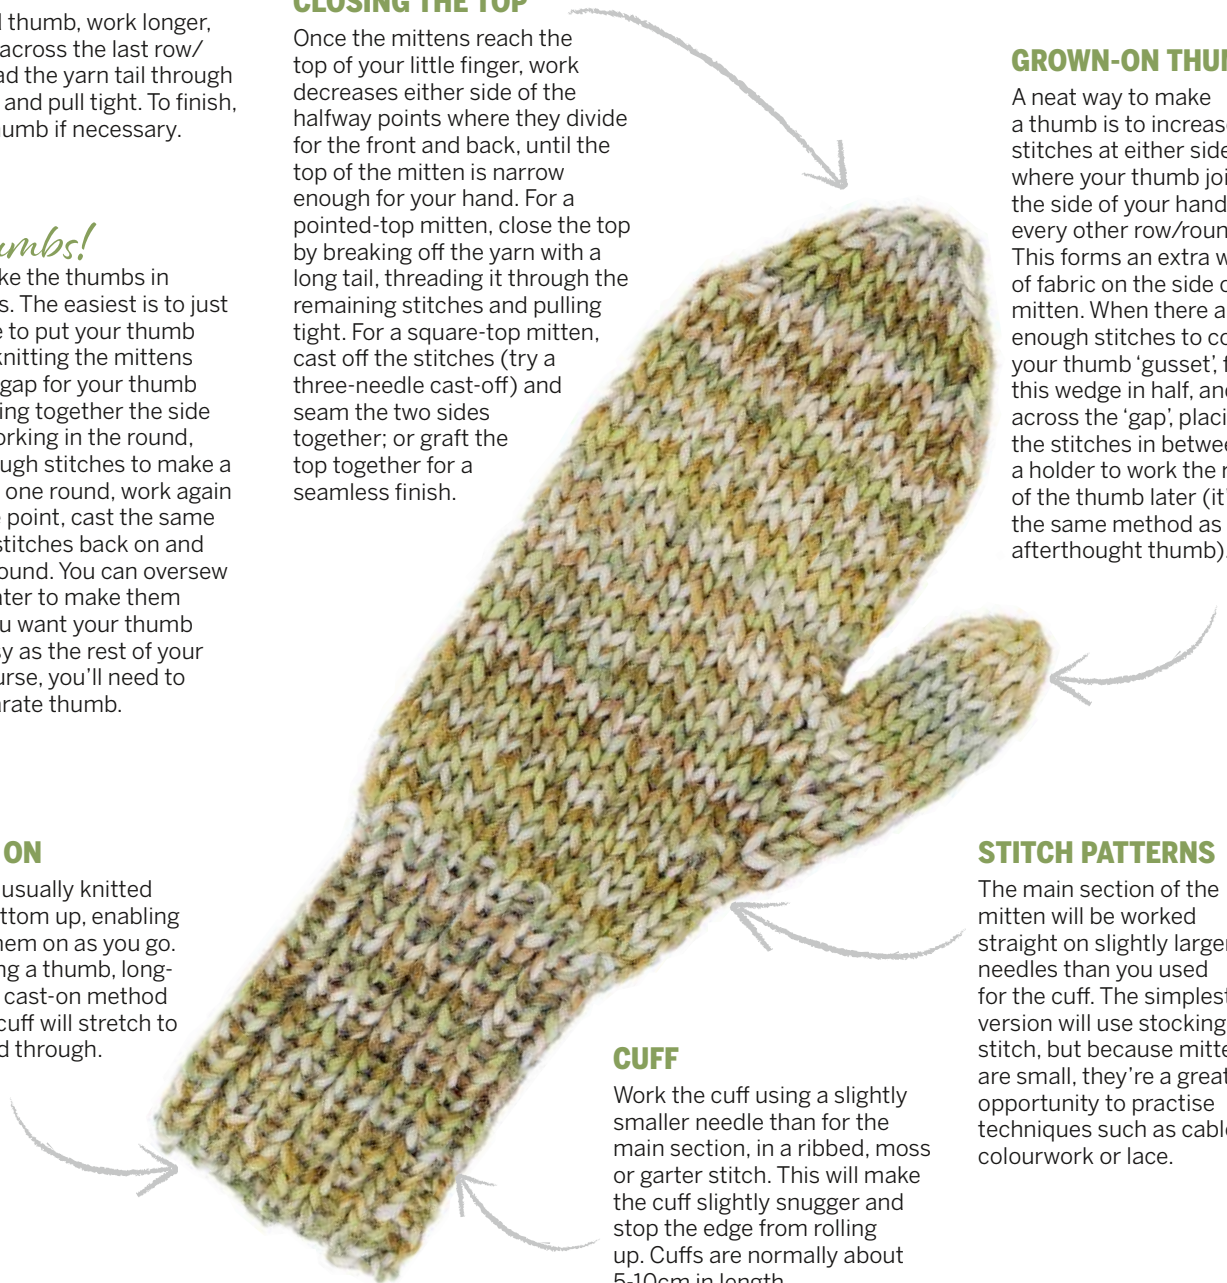 thumb, work longer,
across the last row/
ad the yarn tail through
and pull tight. To finish,
umb if necessary.
umbs!
ke the thumbs in
s. The easiest is to just
e to put your thumb
knitting the mittens
gap for your thumb
ing together the side
orking in the round,
ugh stitches to make a
one round, work again
point, cast the same
stitches back on and
ound. You can oversew
ter to make them
u want your thumb
sy as the rest of your
urse, you'll need to
arate thumb.
ON
usually knitted
ttom up, enabling
hem on as you go.
ng a thumb, long-
cast-on method
cuff will stretch to
d through.
CLOSING THE TOP
Once the mittens reach the
top of your little finger, work
decreases either side of the
halfway points where they divide
for the front and back, until the
top of the mitten is narrow
enough for your hand. For a
pointed-top mitten, close the top
by breaking off the yarn with a
long tail, threading it through the
remaining stitches and pulling
tight. For a square-top mitten,
cast off the stitches (try a
three-needle cast-off) and
seam the two sides
together; or graft the
top together for a
seamless finish.
CUFF
Work the cuff using a slightly
smaller needle than for the
main section, in a ribbed, moss
or garter stitch. This will make
the cuff slightly snugger and
stop the edge from rolling
up. Cuffs are normally about
5-10cm in length
GROWN-ON THUM
A neat way to make
a thumb is to increase
stitches at either side
where your thumb joi
the side of your hand
every other row/roun
This forms an extra w
of fabric on the side o
mitten. When there a
enough stitches to co
your thumb ‘gusset’, f
this wedge in half, and
across the ‘gap’, placi
the stitches in betwee
a holder to work the r
of the thumb later (it’
the same method as
afterthought thumb).
STITCH PATTERNS
The main section of the
mitten will be worked
straight on slightly larger
needles than you used
for the cuff. The simplest
version will use stocking
stitch, but because mitte
are small, they’re a great
opportunity to practise
techniques such as cable
colourwork or lace.